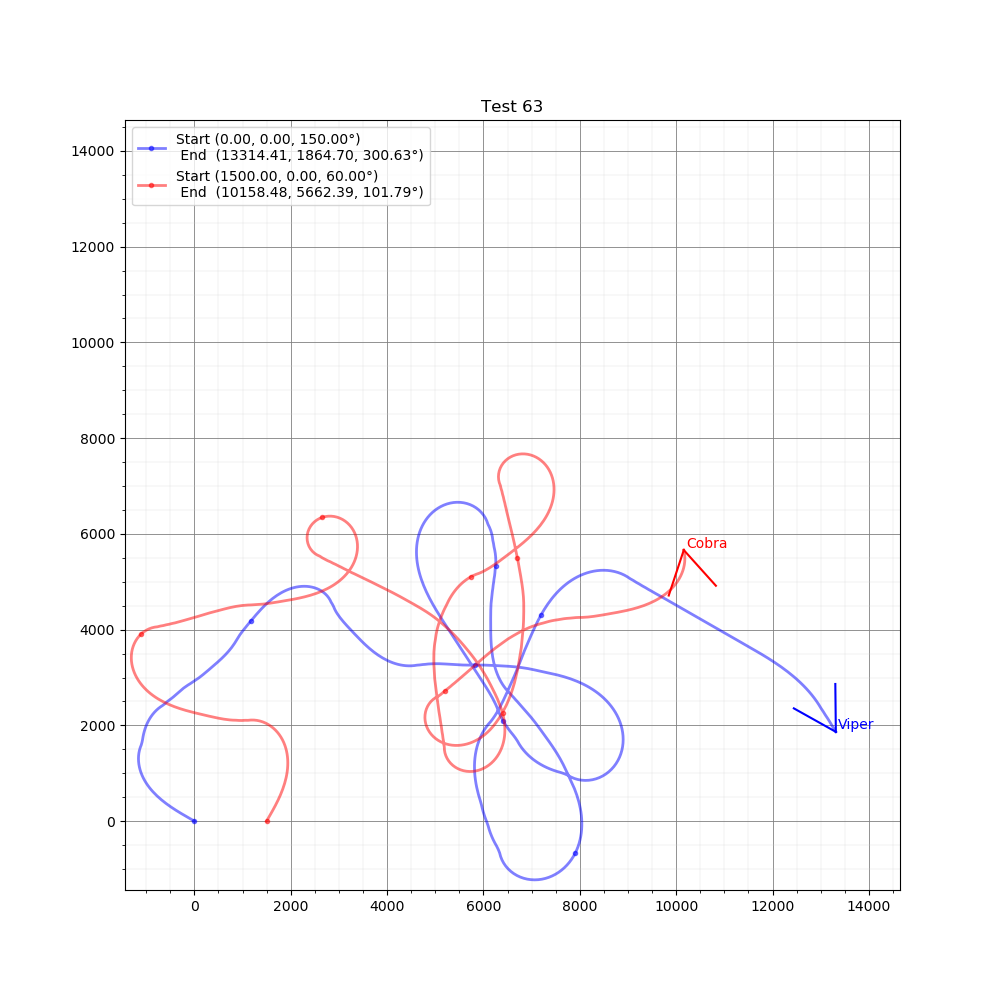 Test 63
Start (0.00, 0.00, 150.00°)
End  (13314.41, 1864.70, 300.63°)
Start (1500.00, 0.00, 60.00°)
End  (10158.48, 5662.39, 101.79°)
14000
12000
10000
8000
6000
4000
2000
0
Cobra
Viper
0 2000 4000 6000 8000 10000 12000 14000